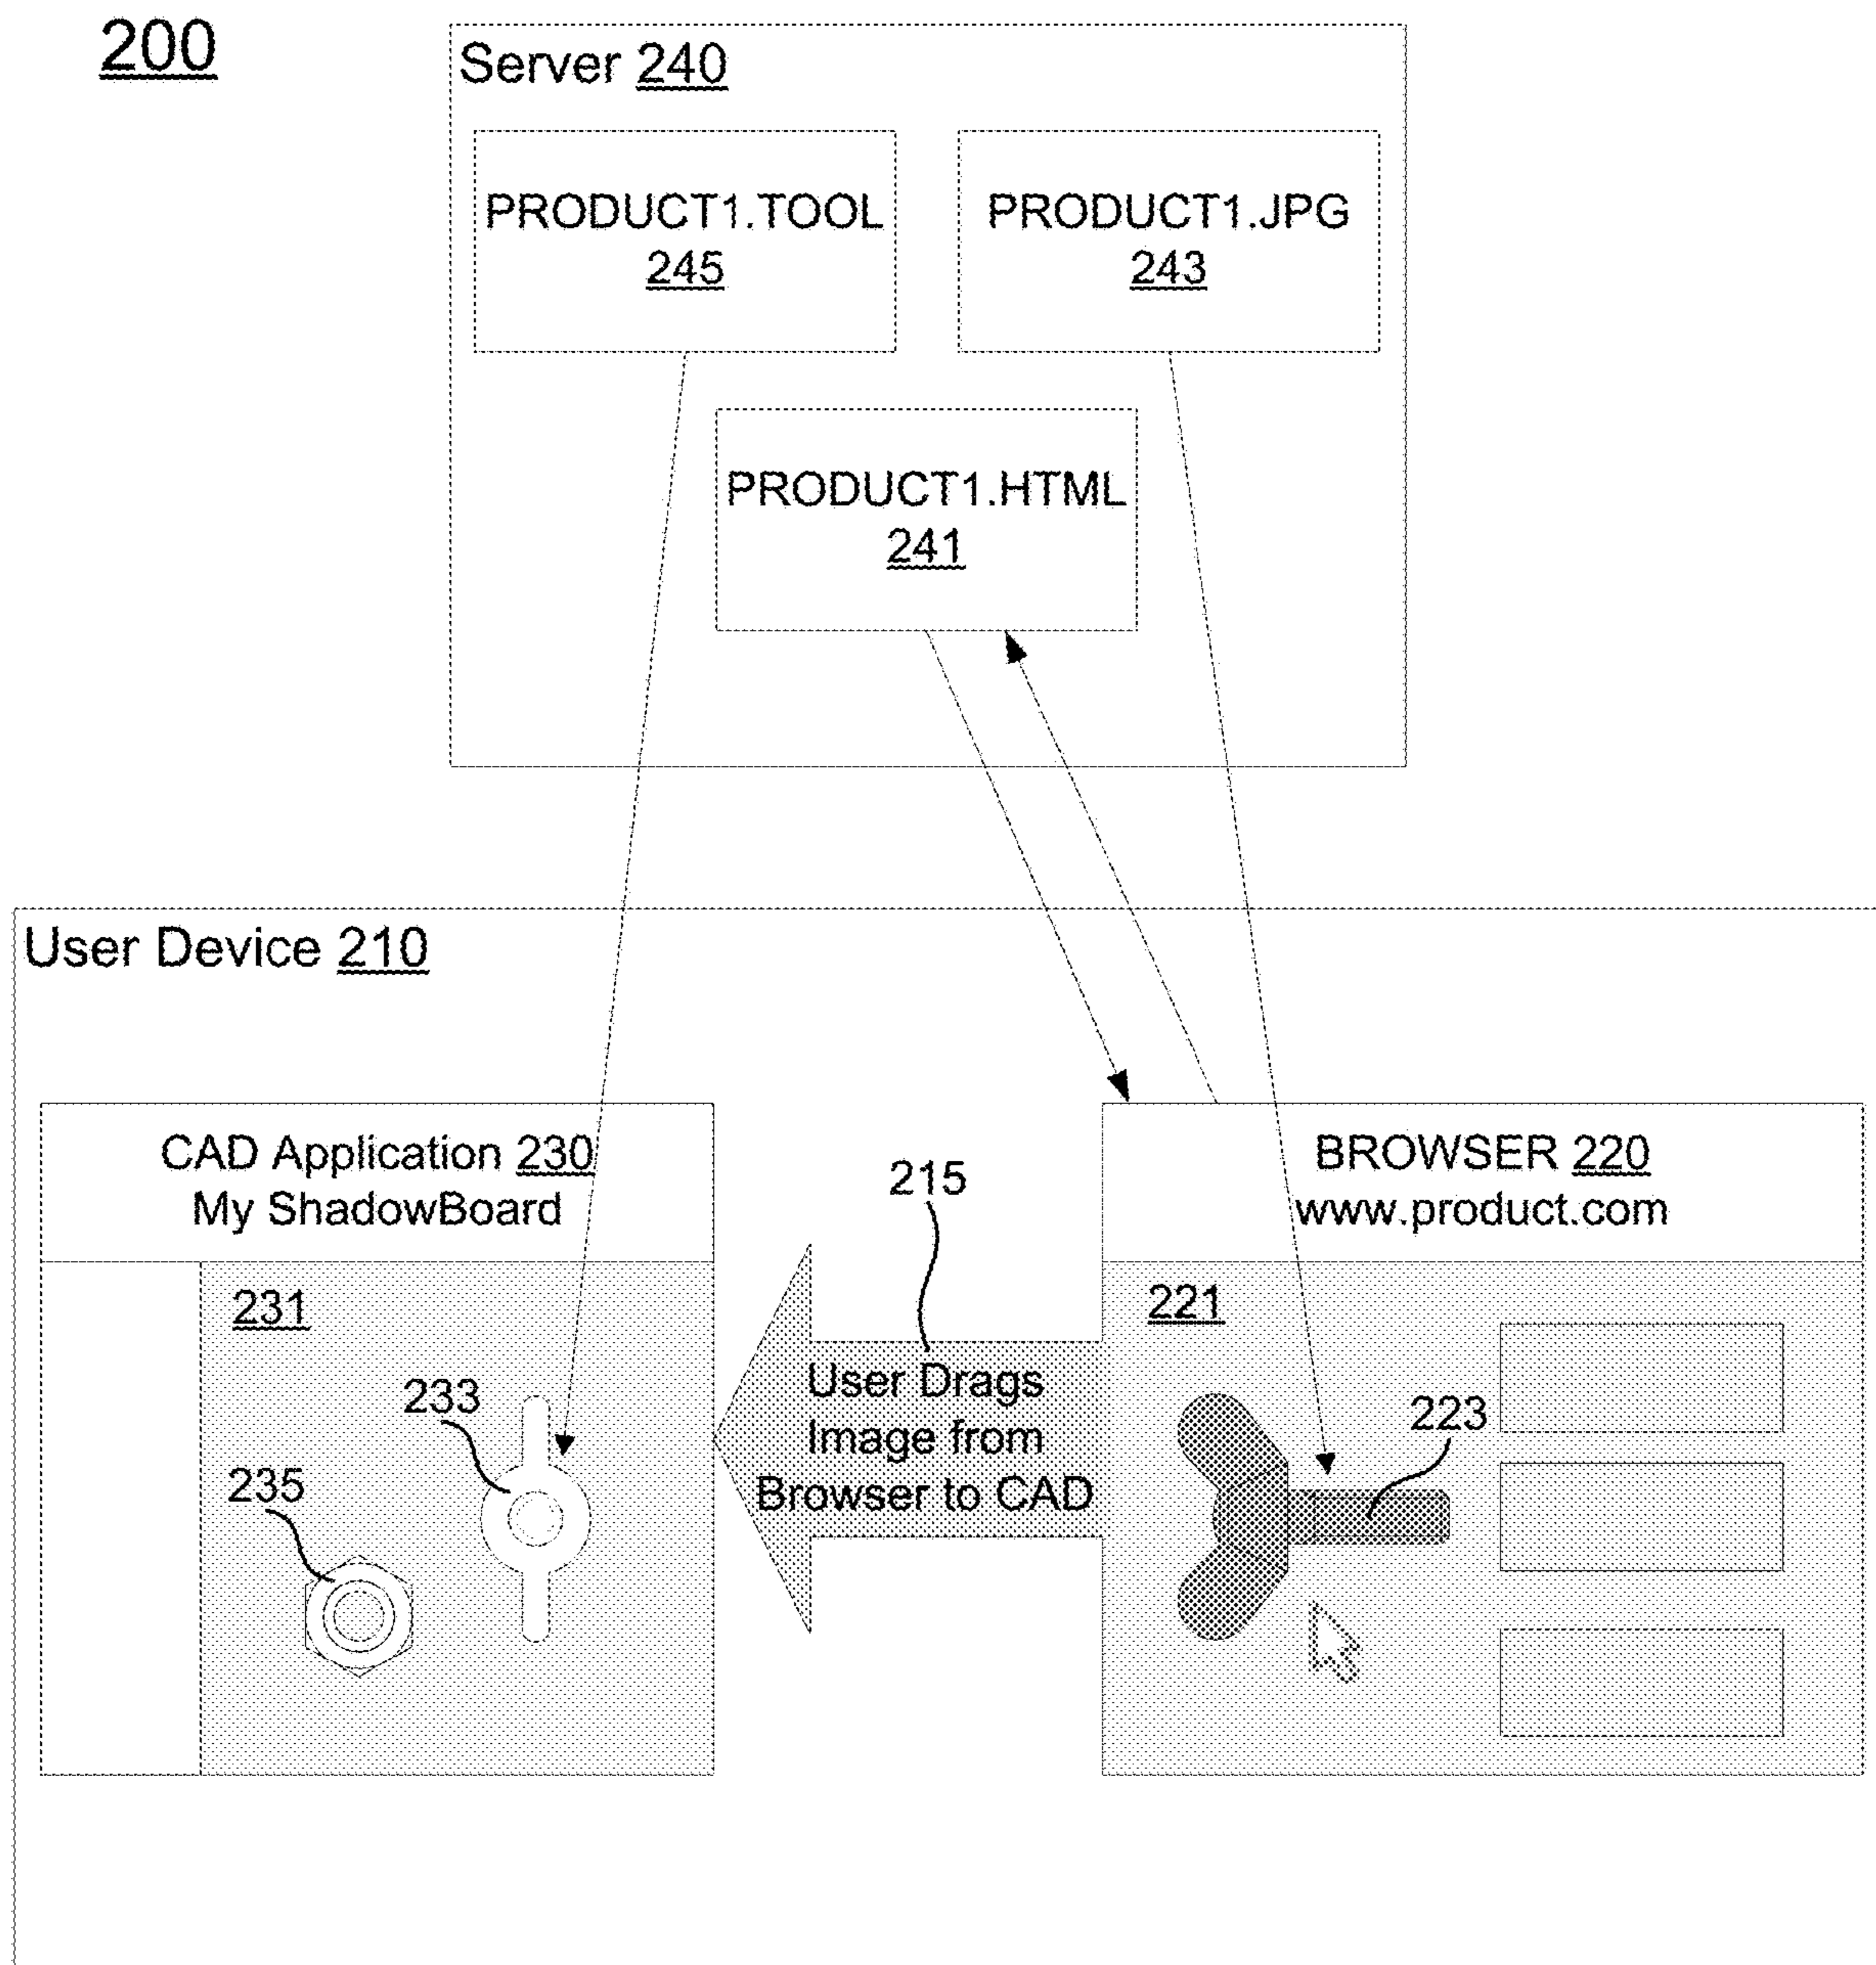 200
Server 240
PRODUCT1.TOOL
245
PRODUCT1.JPG
243
PRODUCT1.HTML
241
User Device 210
CAD Application 230
My ShadowBoard
215
BROWSER 220
www.product.com
231
233
235
User Drags
Image from
Browser to CAD
221
223